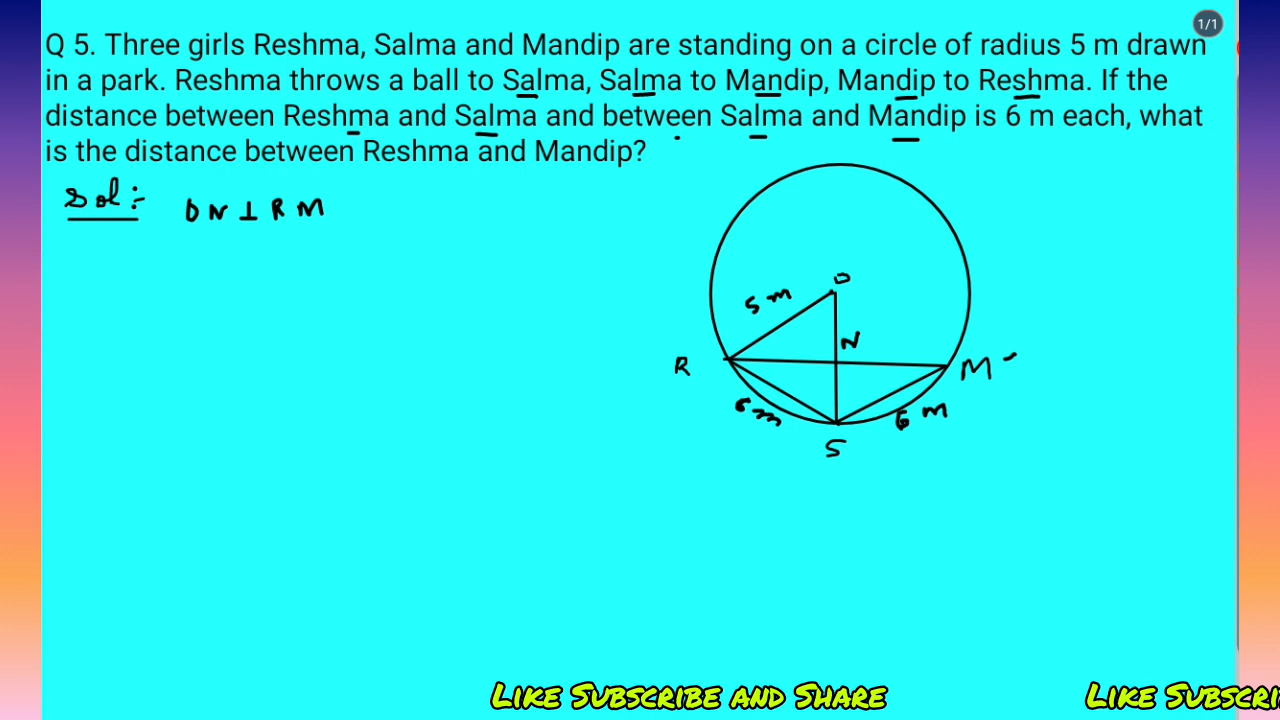 1/1
Q 5. Three girls Reshma, Salma and Mandip are standing on a circle of radius 5 m drawn
in a park. Reshma throws a ball to Salma, Salma to Mandip, Mandip to Reshma. If the
distance between Reshma and Salma and between Salma and Mandip is 6 m each, what
is the distance between Reshma and Mandip?
Sol:-
ON ⊥ RM
O
5 m
N
R
M
6m
6 m
S
Like Subscribe and Share
Like Subscri